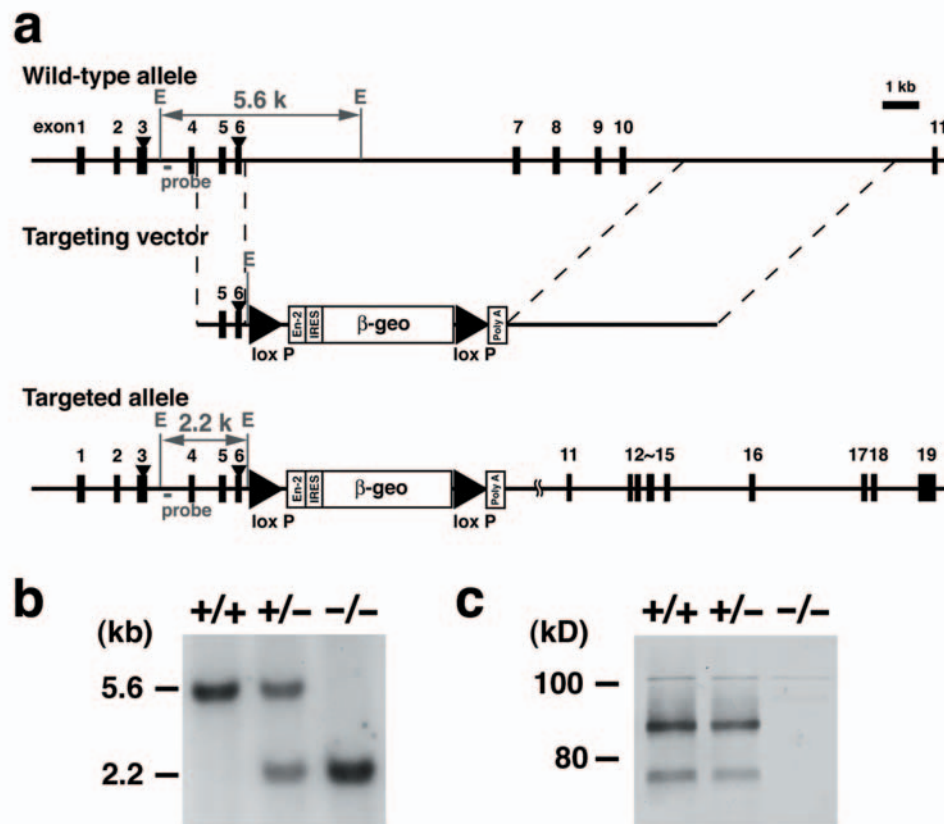 a
Wild-type allele
E 5.6 k E
1 kb
exon 1 2 3 4 5 6 7 8 9 10 11
probe
Targeting vector
E
5 6
En-2 IRES β-geo Poly A
lox P lox P
Targeted allele
E 2.2 k E
1 2 3 4 5 6 11 12~15 16 1718 19
En-2 IRES β-geo Poly A
probe
lox P lox P
b
+/+ +/− −/−
(kb)
5.6
2.2
c
+/+ +/− −/−
(kD)
100
80